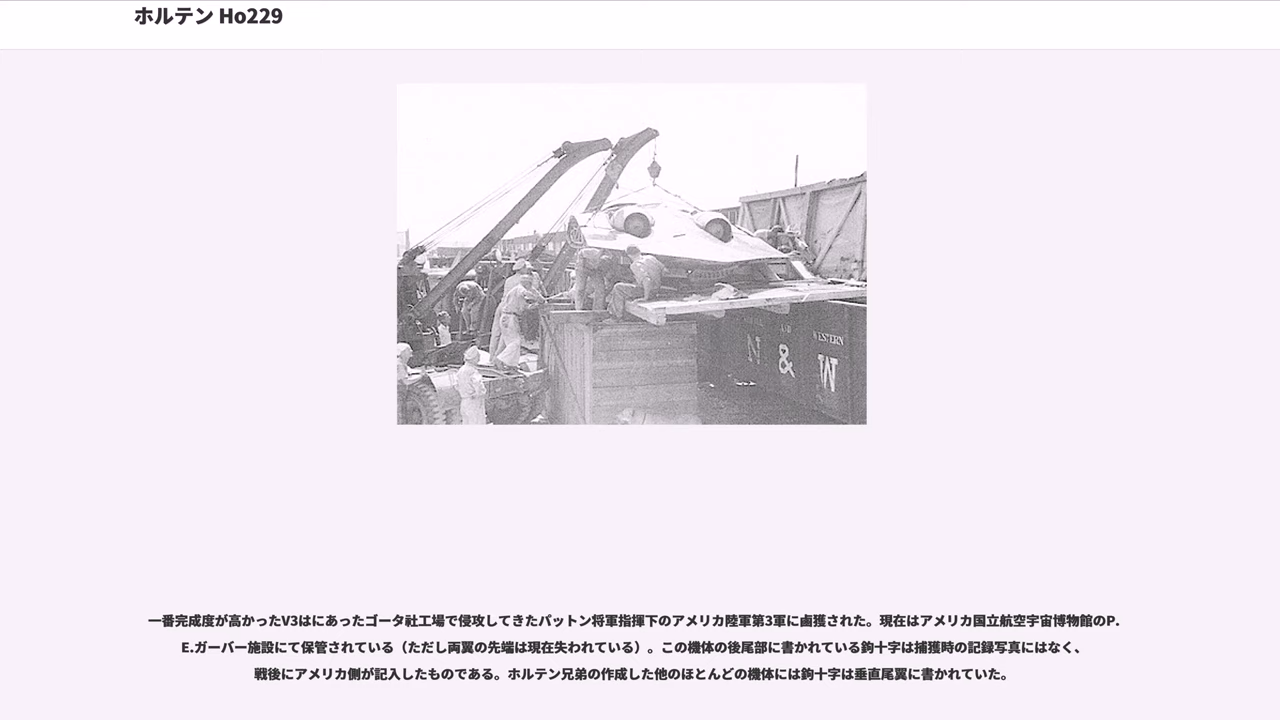 ホルテン Ho229
AND
WESTERN
N & W
一番完成度が高かったV3はにあったゴータ社工場で侵攻してきたパットン将軍指揮下のアメリカ陸軍第3軍に鹵獲された。現在はアメリカ国立航空宇宙博物館のP.
E.ガーバー施設にて保管されている（ただし両翼の先端は現在失われている）。この機体の後尾部に書かれている鉤十字は捕獲時の記録写真にはなく、
戦後にアメリカ側が記入したものである。ホルテン兄弟の作成した他のほとんどの機体には鉤十字は垂直尾翼に書かれていた。